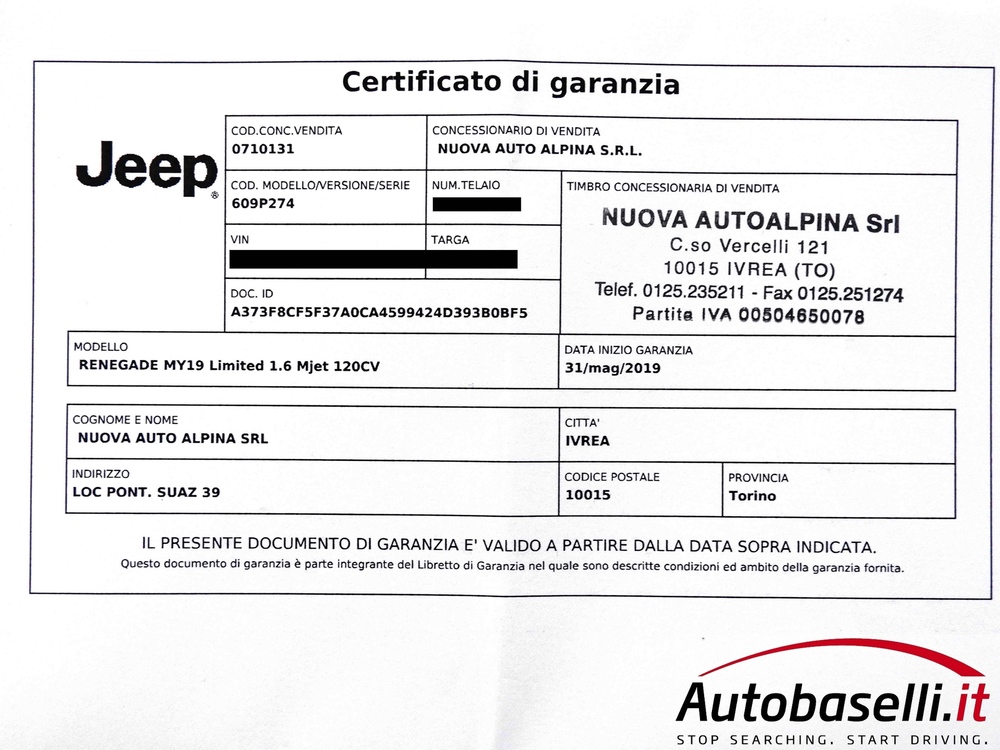 Certificato di garanzia
Jeep®
COD.CONC.VENDITA
0710131
CONCESSIONARIO DI VENDITA
NUOVA AUTO ALPINA S.R.L.
COD. MODELLO/VERSIONE/SERIE
609P274
NUM.TELAIO
TIMBRO CONCESSIONARIA DI VENDITA
NUOVA AUTOALPINA Srl
C.so Vercelli 121
10015 IVREA (TO)
Telef. 0125.235211 - Fax 0125.251274
Partita IVA 00504650078
VIN
TARGA
DOC. ID
A373F8CF5F37A0CA4599424D393B0BF5
MODELLO
RENEGADE MY19 Limited 1.6 Mjet 120CV
DATA INIZIO GARANZIA
31/mag/2019
COGNOME E NOME
NUOVA AUTO ALPINA SRL
CITTA'
IVREA
INDIRIZZO
LOC PONT. SUAZ 39
CODICE POSTALE
10015
PROVINCIA
Torino
IL PRESENTE DOCUMENTO DI GARANZIA E' VALIDO A PARTIRE DALLA DATA SOPRA INDICATA.
Questo documento di garanzia è parte integrante del Libretto di Garanzia nel quale sono descritte condizioni ed ambito della garanzia fornita.
Autobaselli.it
STOP SEARCHING. START DRIVING.